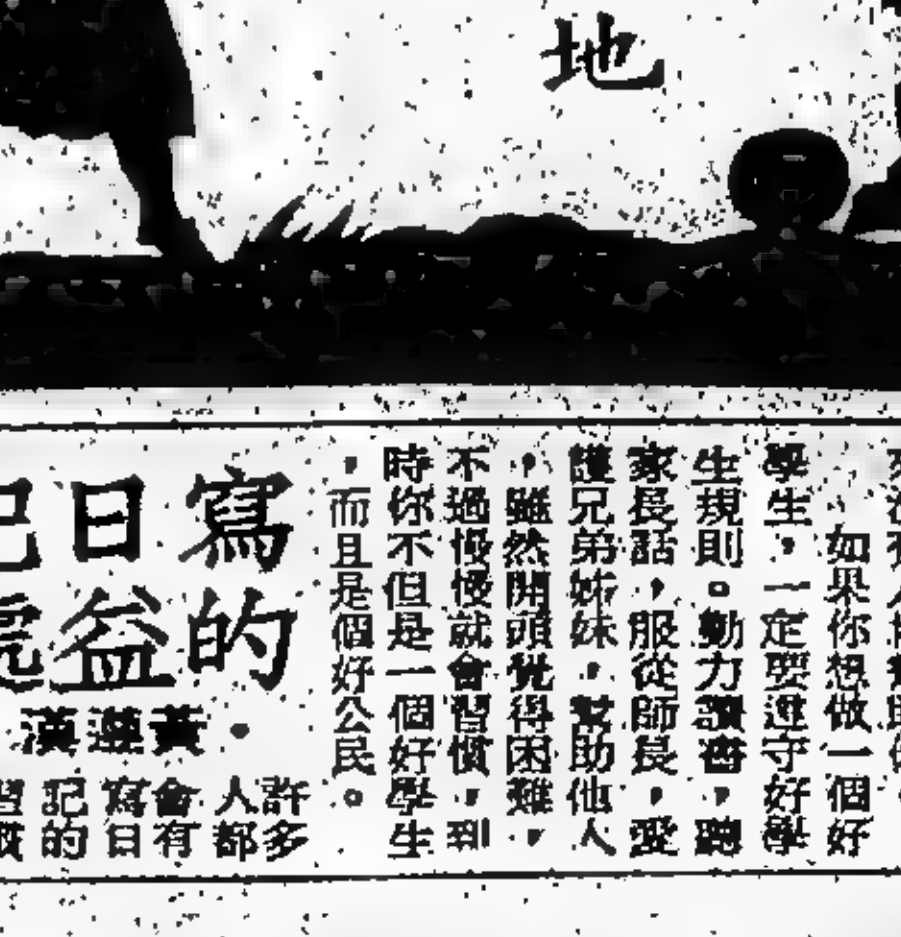 地
如果你想做一個好
學生，一定要遵守好學
生規則。勤力讀書，聽
家長話，服從師長，愛
護兄弟姊妹，幫助他人
，雖然開頭覺得困難，
不過慢慢就會習慣，到
時你不但是一個好學生
，而且是個好公民。
寫日記
的益處
黃漢
許多
人都
會有
寫日
記的
習慣